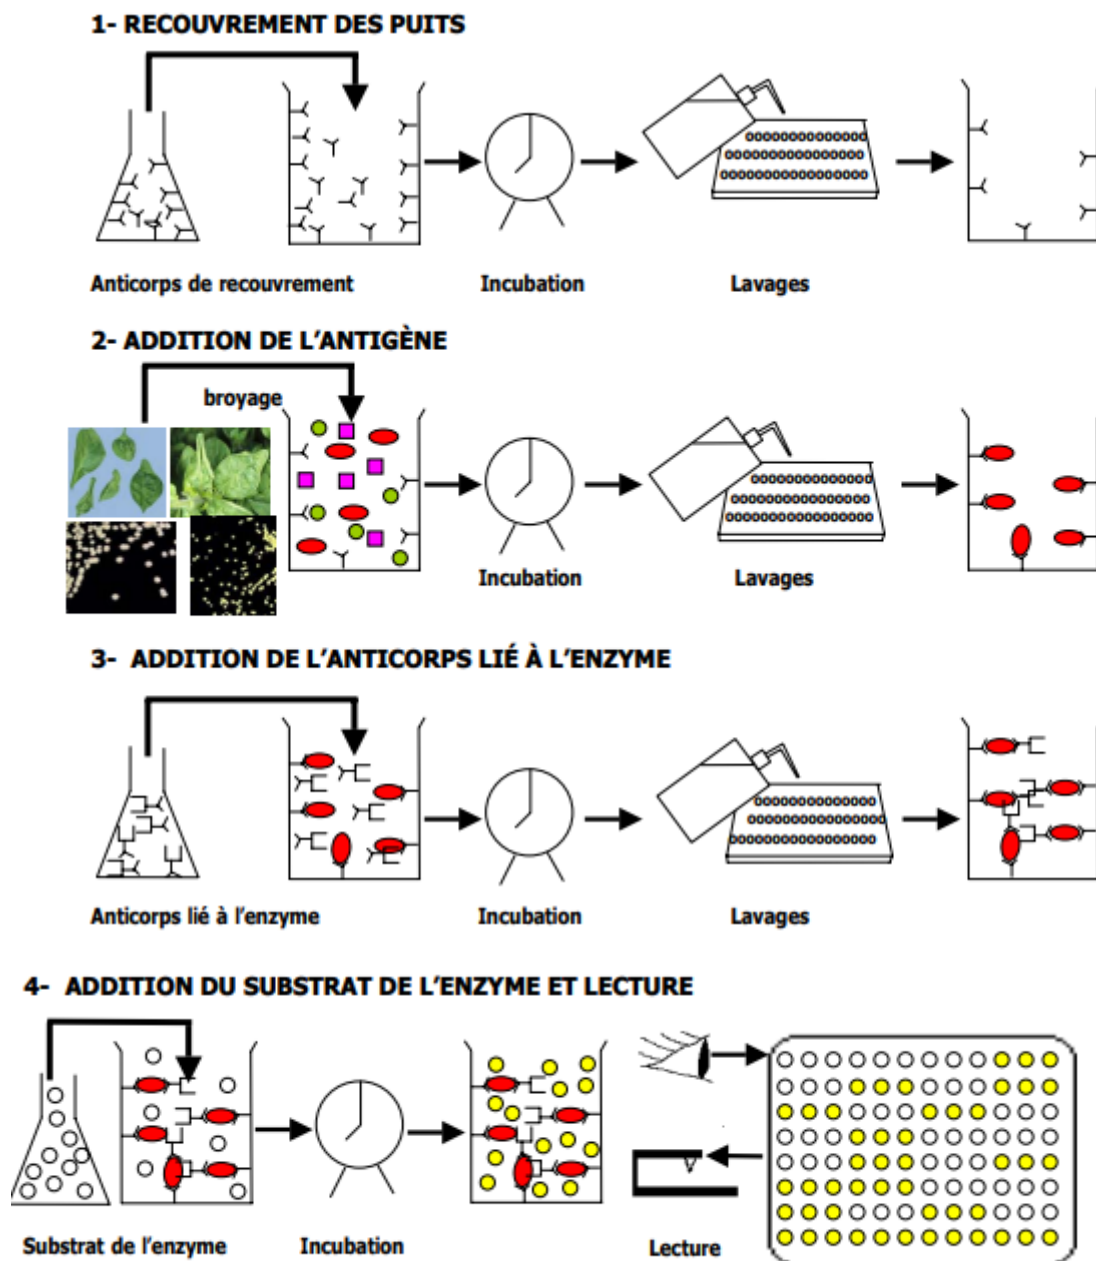 1- RECOUVREMENT DES PUITS
Anticorps de recouvrement
Incubation
Lavages
2- ADDITION DE L'ANTIGÈNE
broyage
Incubation
Lavages
3- ADDITION DE L'ANTICORPS LIÉ À L'ENZYME
Anticorps lié à l'enzyme
Incubation
Lavages
4- ADDITION DU SUBSTRAT DE L'ENZYME ET LECTURE
Substrat de l'enzyme
Incubation
Lecture